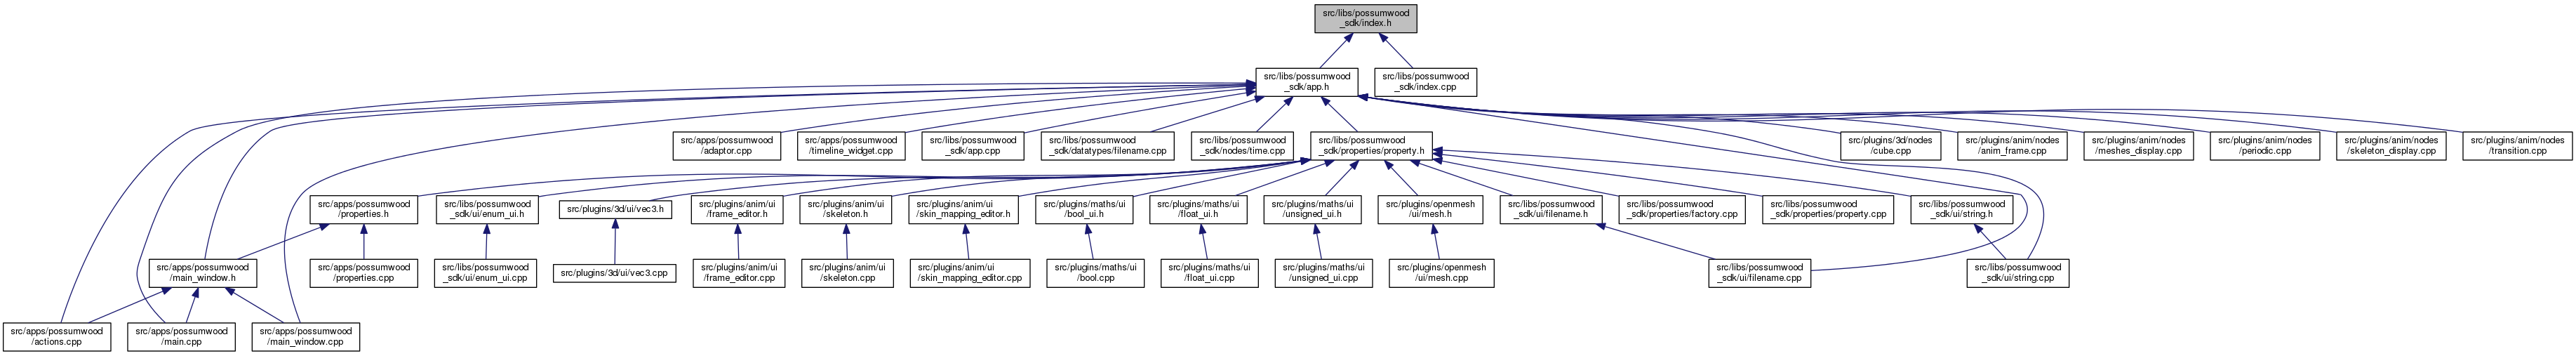 src/libs/possumwood
_sdk/index.h
src/libs/possumwood
_sdk/app.h
src/libs/possumwood
_sdk/index.cpp
src/apps/possumwood
/adaptor.cpp
src/apps/possumwood
/timeline_widget.cpp
src/libs/possumwood
_sdk/app.cpp
src/libs/possumwood
_sdk/datatypes/filename.cpp
src/libs/possumwood
_sdk/nodes/time.cpp
src/libs/possumwood
_sdk/properties/property.h
src/plugins/3d/nodes
/cube.cpp
src/plugins/anim/nodes
/anim_frame.cpp
src/plugins/anim/nodes
/meshes_display.cpp
src/plugins/anim/nodes
/periodic.cpp
src/plugins/anim/nodes
/skeleton_display.cpp
src/plugins/anim/nodes
/transition.cpp
src/apps/possumwood
/properties.h
src/libs/possumwood
_sdk/ui/enum_ui.h
src/plugins/3d/ui/vec3.h
src/plugins/anim/ui
/frame_editor.h
src/plugins/anim/ui
/skeleton.h
src/plugins/anim/ui
/skin_mapping_editor.h
src/plugins/maths/ui
/bool_ui.h
src/plugins/maths/ui
/float_ui.h
src/plugins/maths/ui
/unsigned_ui.h
src/plugins/openmesh
/ui/mesh.h
src/libs/possumwood
_sdk/ui/filename.h
src/libs/possumwood
_sdk/properties/factory.cpp
src/libs/possumwood
_sdk/properties/property.cpp
src/libs/possumwood
_sdk/ui/string.h
src/apps/possumwood
/main_window.h
src/apps/possumwood
/properties.cpp
src/libs/possumwood
_sdk/ui/enum_ui.cpp
src/plugins/3d/ui/vec3.cpp
src/plugins/anim/ui
/frame_editor.cpp
src/plugins/anim/ui
/skeleton.cpp
src/plugins/anim/ui
/skin_mapping_editor.cpp
src/plugins/maths/ui
/bool.cpp
src/plugins/maths/ui
/float_ui.cpp
src/plugins/maths/ui
/unsigned_ui.cpp
src/plugins/openmesh
/ui/mesh.cpp
src/libs/possumwood
_sdk/ui/filename.cpp
src/libs/possumwood
_sdk/ui/string.cpp
src/apps/possumwood
/actions.cpp
src/apps/possumwood
/main.cpp
src/apps/possumwood
/main_window.cpp